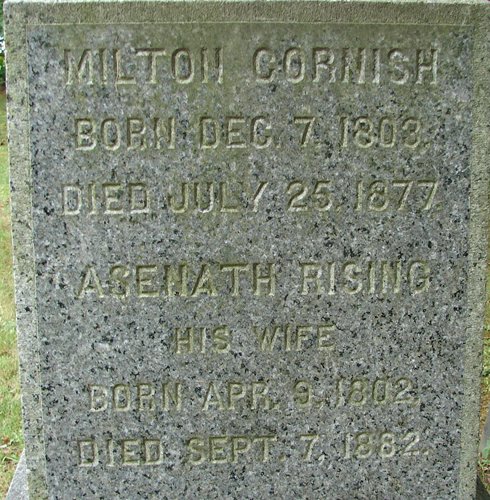 MILTON CORNISH
BORN DEC. 7. 1803.
DIED JULY 25. 1877.
ASENATH RISING
HIS WIFE
BORN APR. 9. 1802.
DIED SEPT. 7. 1882.